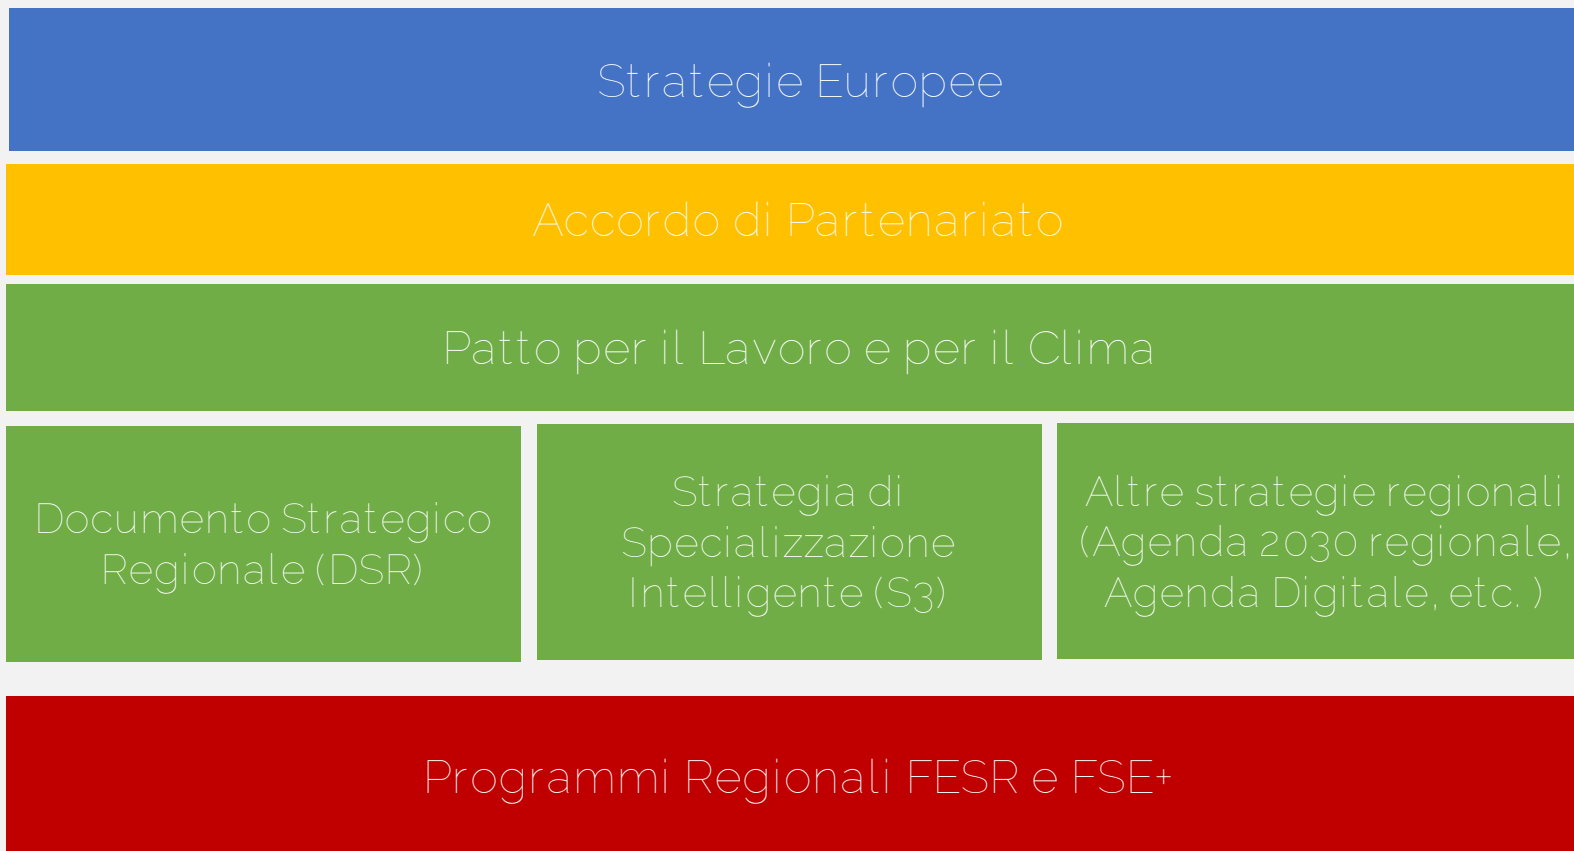 Strategie Europee
Accordo di Partenariato
Patto per il Lavoro e per il Clima
Documento Strategico
Regionale (DSR)
Strategia di
Specializzazione
Intelligente (S3)
Altre strategie regionali
(Agenda 2030 regionale,
Agenda Digitale, etc. )
Programmi Regionali FESR e FSE+